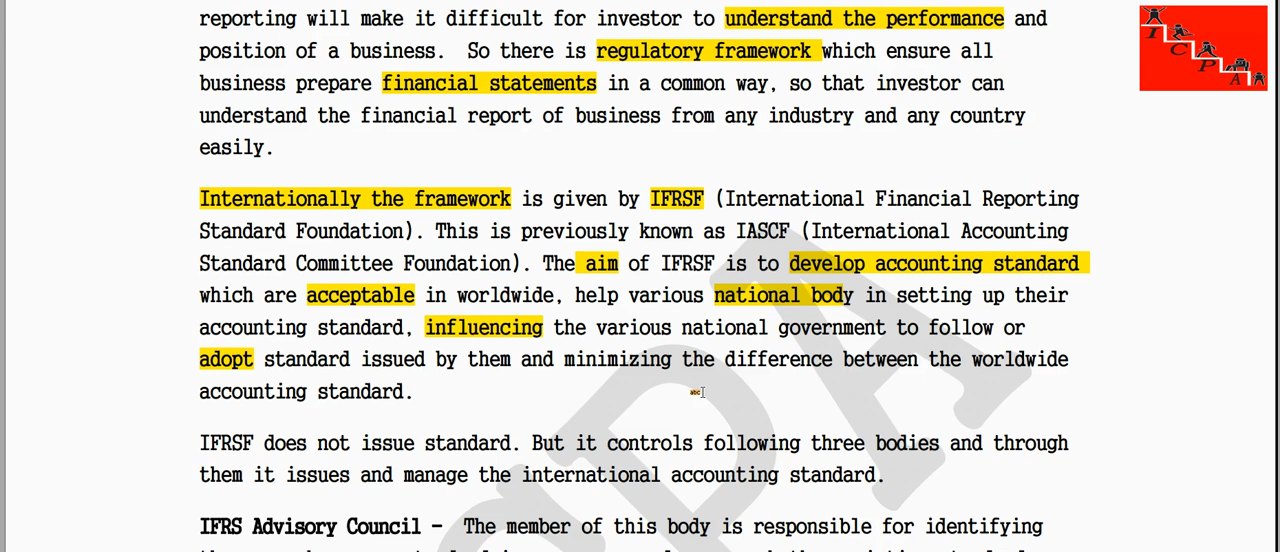 reporting will make it difficult for investor to understand the performance and
position of a business. So there is regulatory framework which ensure all
business prepare financial statements in a common way, so that investor can
understand the financial report of business from any industry and any country
easily.
Internationally the framework is given by IFRSF (International Financial Reporting
Standard Foundation). This is previously known as IASCF (International Accounting
Standard Committee Foundation). The aim of IFRSF is to develop accounting standard
which are acceptable in worldwide, help various national body in setting up their
accounting standard, influencing the various national government to follow or
adopt standard issued by them and minimizing the difference between the worldwide
accounting standard.
IFRSF does not issue standard. But it controls following three bodies and through
them it issues and manage the international accounting standard.
IFRS Advisory Council – The member of this body is responsible for identifying
ICPA